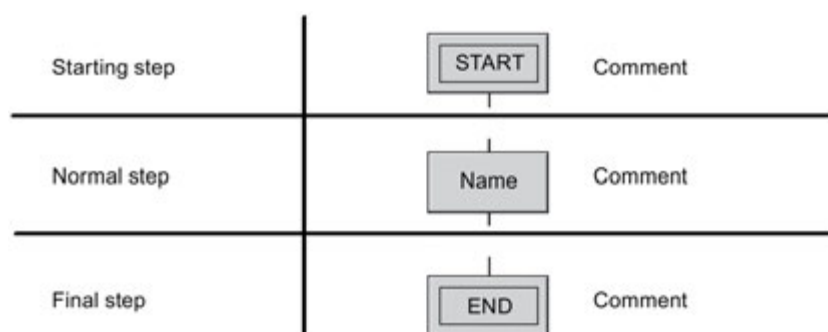 Starting step START Comment
Normal step Name Comment
Final step END Comment